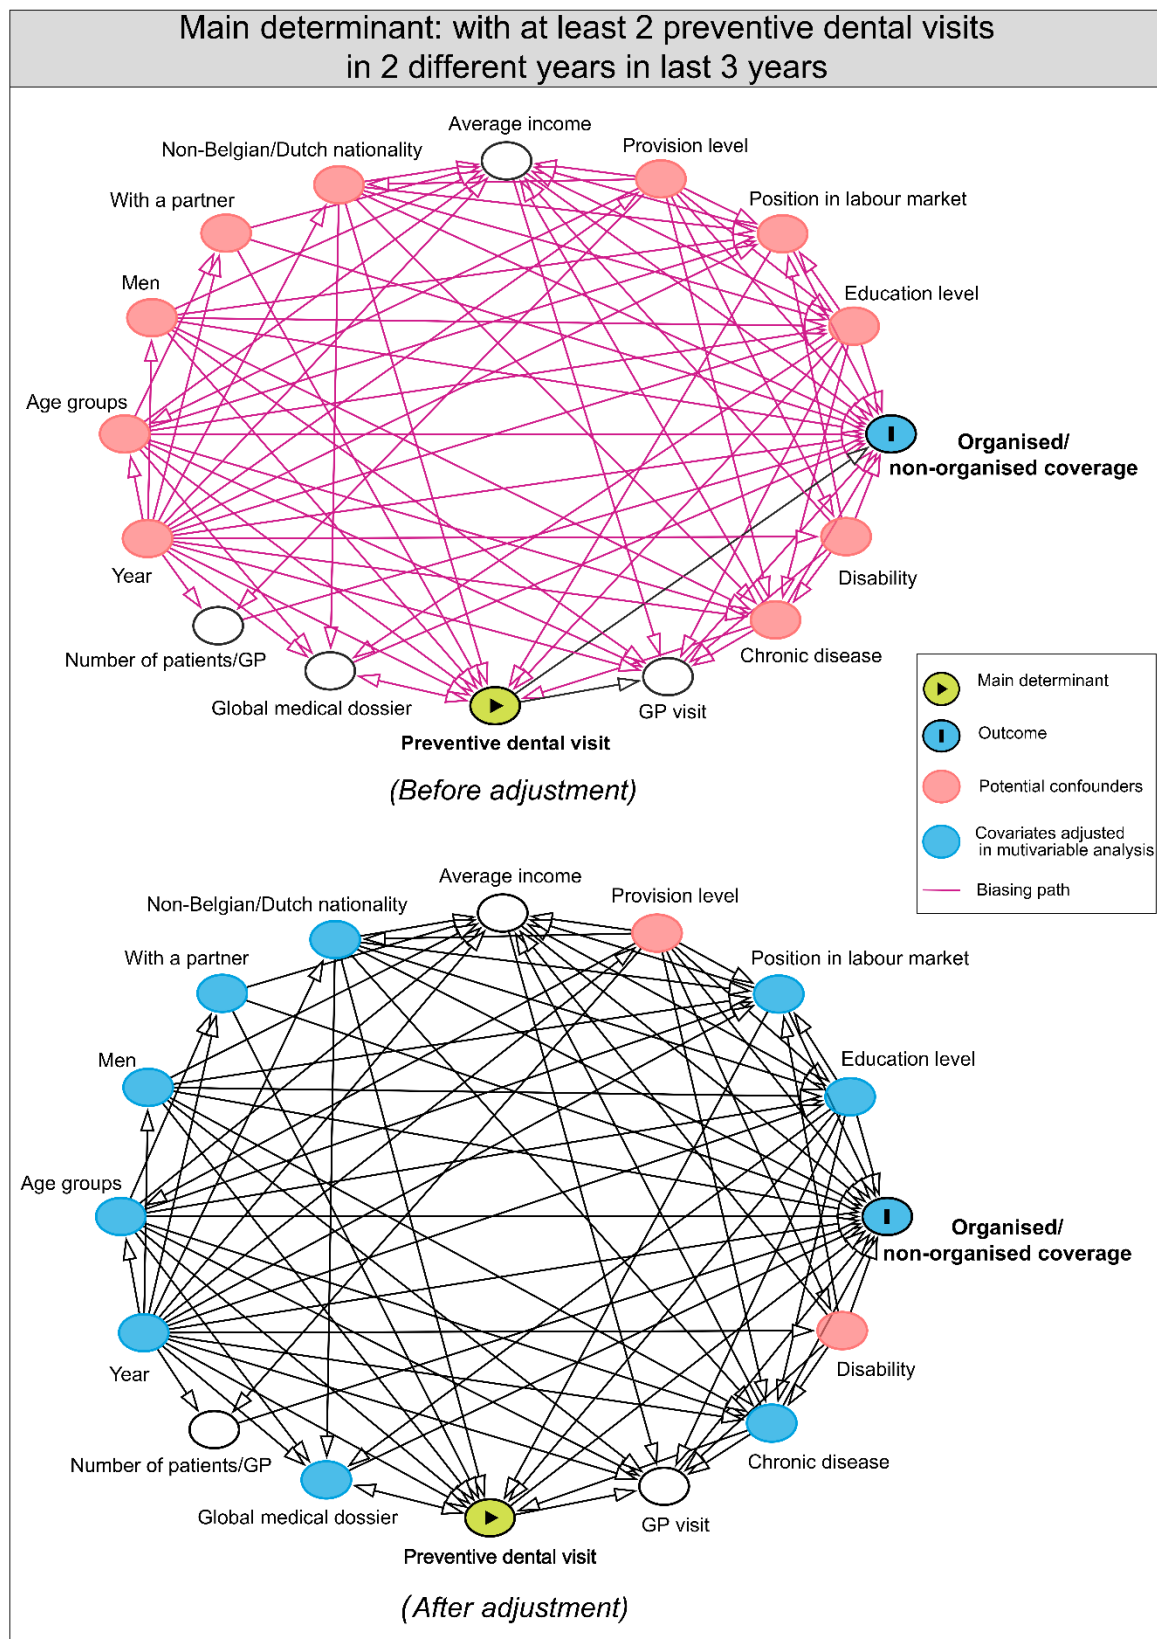 Main determinant: with at least 2 preventive dental visits
in 2 different years in last 3 years
Average income
Non-Belgian/Dutch nationality
Provision level
With a partner
Position in labour market
Men
Education level
Age groups
Organised/
non-organised coverage
Year
Disability
Number of patients/GP
Chronic disease
Global medical dossier
GP visit
Preventive dental visit
(Before adjustment)
Main determinant
Outcome
Potential confounders
Covariates adjusted
in mutivariable analysis
Biasing path
Average income
Non-Belgian/Dutch nationality
Provision level
With a partner
Position in labour market
Men
Education level
Age groups
Organised/
non-organised coverage
Year
Disability
Number of patients/GP
Chronic disease
Global medical dossier
GP visit
Preventive dental visit
(After adjustment)